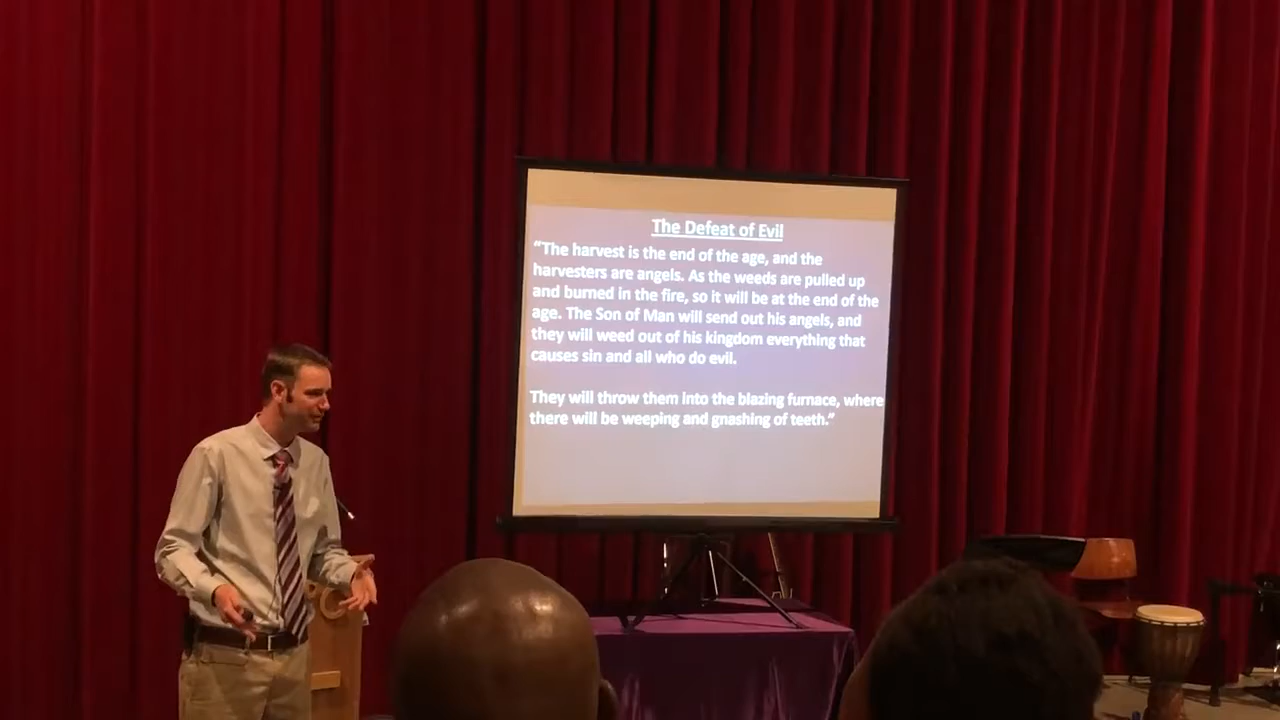 The Defeat of Evil
“The harvest is the end of the age, and the
harvesters are angels. As the weeds are pulled up
and burned in the fire, so it will be at the end of the
age. The Son of Man will send out his angels, and
they will weed out of his kingdom everything that
causes sin and all who do evil.
They will throw them into the blazing furnace, where
there will be weeping and gnashing of teeth.”